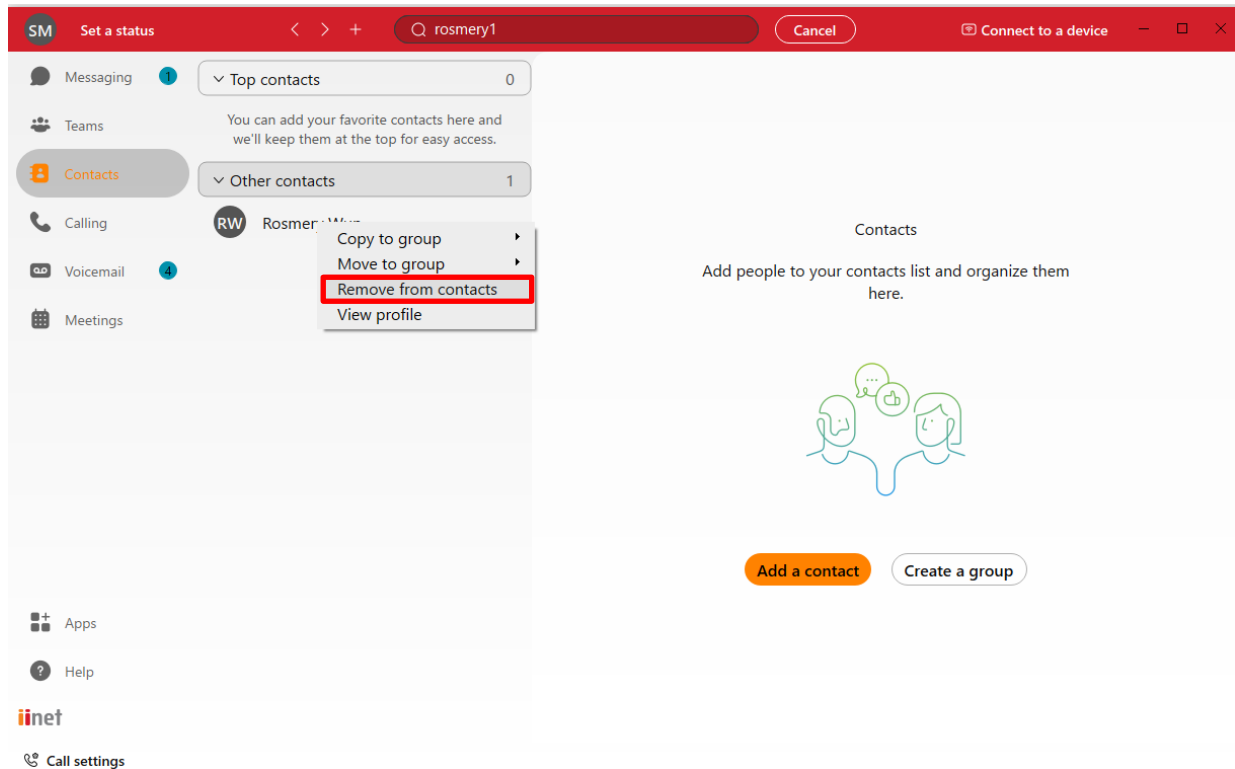 SM Set a status rosmery1 Cancel Connect to a device
Messaging 1
Teams
Contacts
Calling
Voicemail 4
Meetings
Top contacts 0
You can add your favorite contacts here and
we'll keep them at the top for easy access.
Other contacts 1
RW Rosmery
Copy to group
Move to group
Remove from contacts
View profile
Contacts
Add people to your contacts list and organize them
here.
Add a contact Create a group
Apps
Help
iinet
Call settings